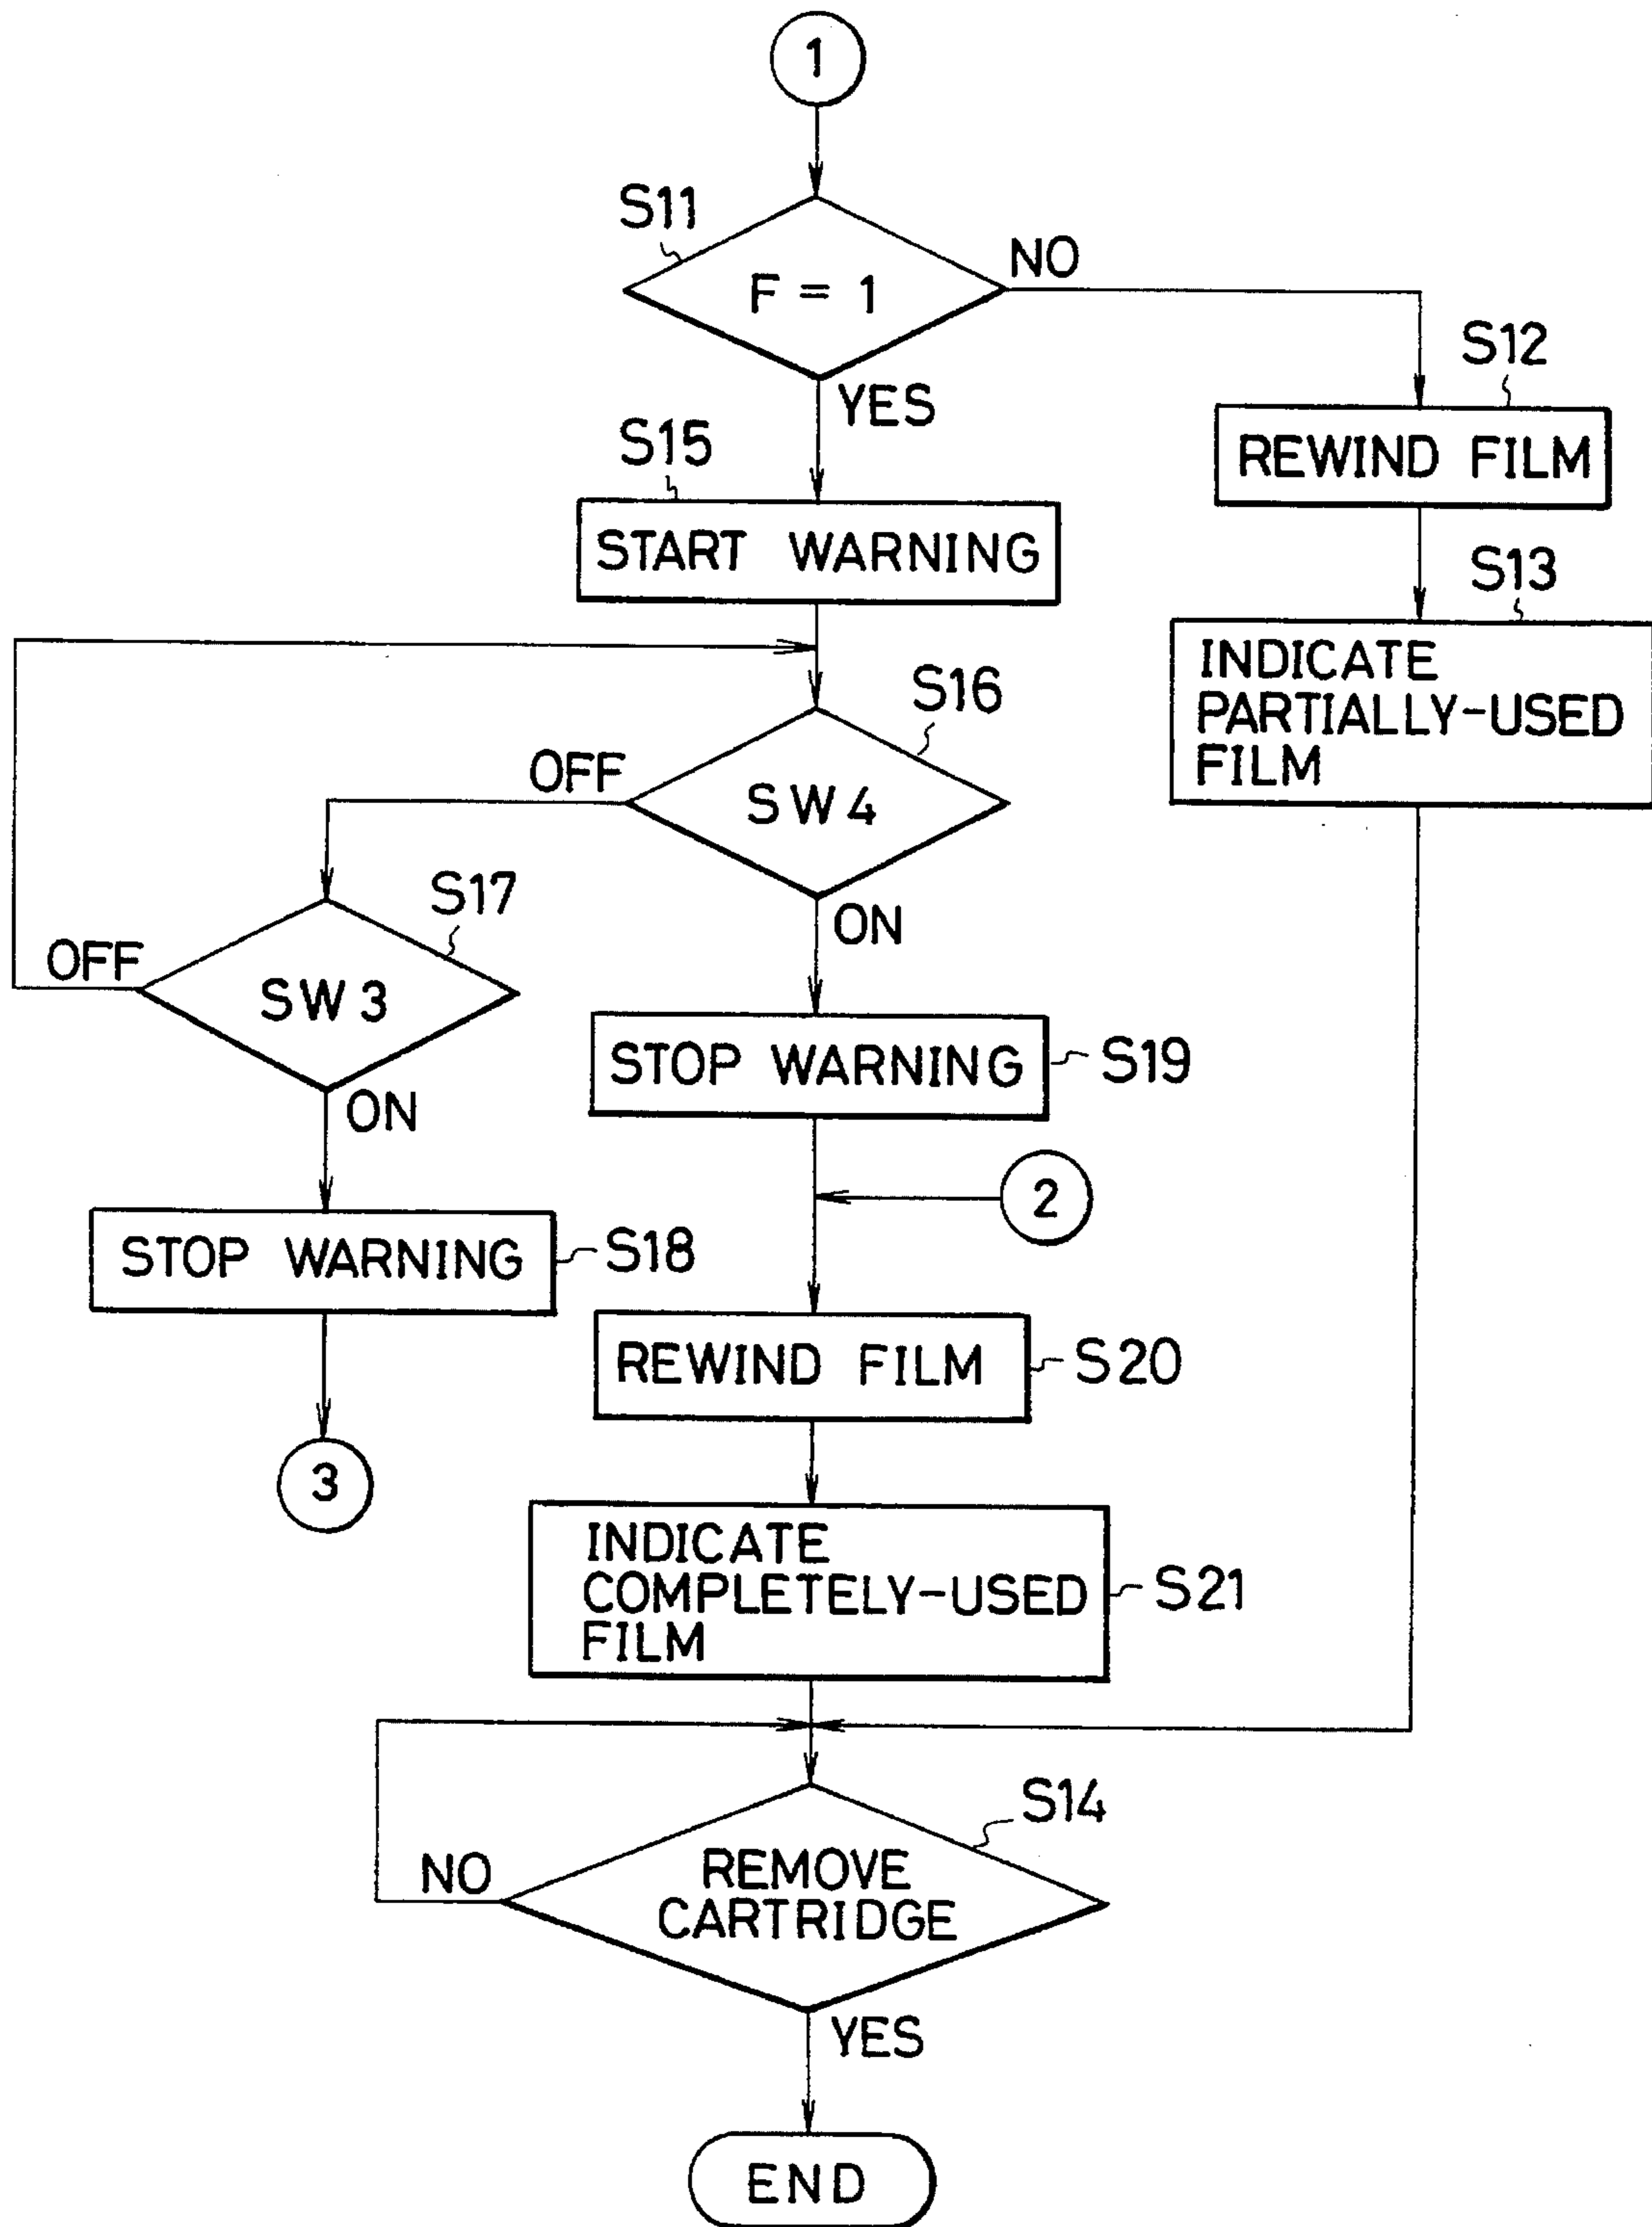 1
S11
F = 1
NO
YES
S12
REWIND FILM
S15
START WARNING
S13
INDICATE
PARTIALLY-USED
FILM
S16
OFF
SW4
ON
S17
OFF
SW3
ON
STOP WARNING
S19
2
STOP WARNING
S18
REWIND FILM
S20
3
INDICATE
COMPLETELY-USED
FILM
S21
S14
NO
REMOVE
CARTRIDGE
YES
END